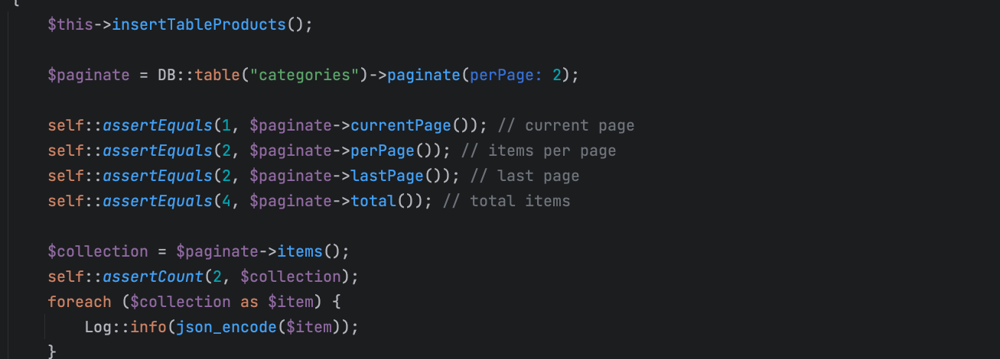 {
$this->insertTableProducts();
$paginate = DB::table("categories")->paginate(perPage: 2);
self::assertEquals(1, $paginate->currentPage()); // current page
self::assertEquals(2, $paginate->perPage()); // items per page
self::assertEquals(2, $paginate->lastPage()); // last page
self::assertEquals(4, $paginate->total()); // total items
$collection = $paginate->items();
self::assertCount(2, $collection);
foreach ($collection as $item) {
Log::info(json_encode($item));
}